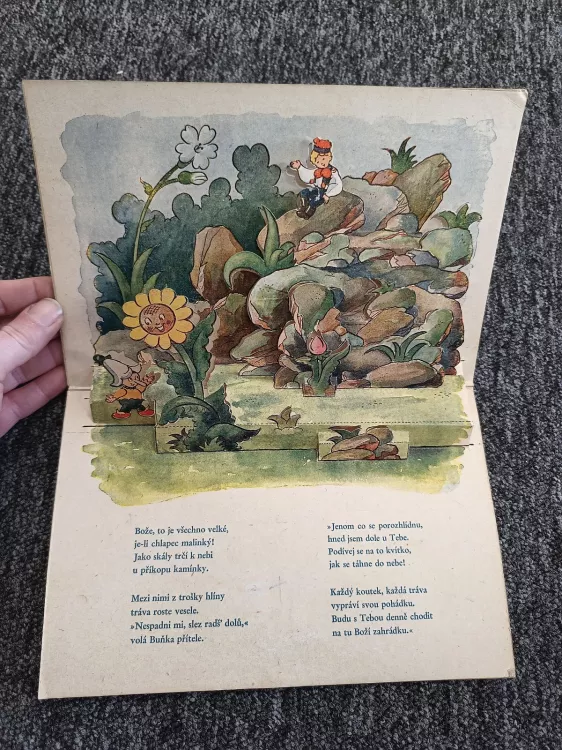 Bože, to je všechno velké,
je-li chlapec malinký!
Jako skály trčí k nebi
u příkopu kamínky.
Mezi nimi z trošky hlíny
tráva roste vesele.
»Nespadni mi, slez radš' dolů,«
volá Buňka přítele.
»Jenom co se porozhlídnu,
hned jsem dole u Tebe.
Podívej se na to kvítko,
jak se táhne do nebe!
Každý koutek, každá tráva
vypráví svou pohádku.
Budu s Tebou denně chodit
na tu Boží zahrádku.«